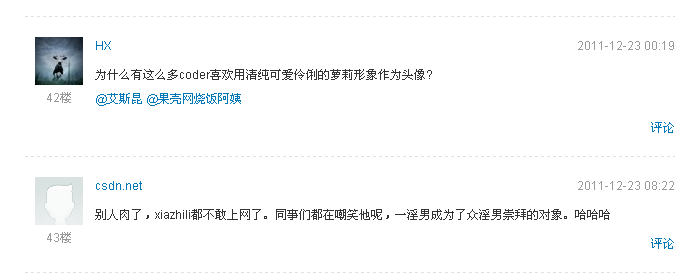 HX
2011-12-23 00:19
为什么有这么多coder喜欢用清纯可爱伶俐的萝莉形象作为头像?
@艾斯昆 @果壳网烧饭阿姨
42楼
评论
csdn.net
2011-12-23 08:22
别人肉了，xiazhili都不敢上网了。同事们都在嘲笑他呢，一淫男成为了众淫男崇拜的对象。哈哈哈
43楼
评论